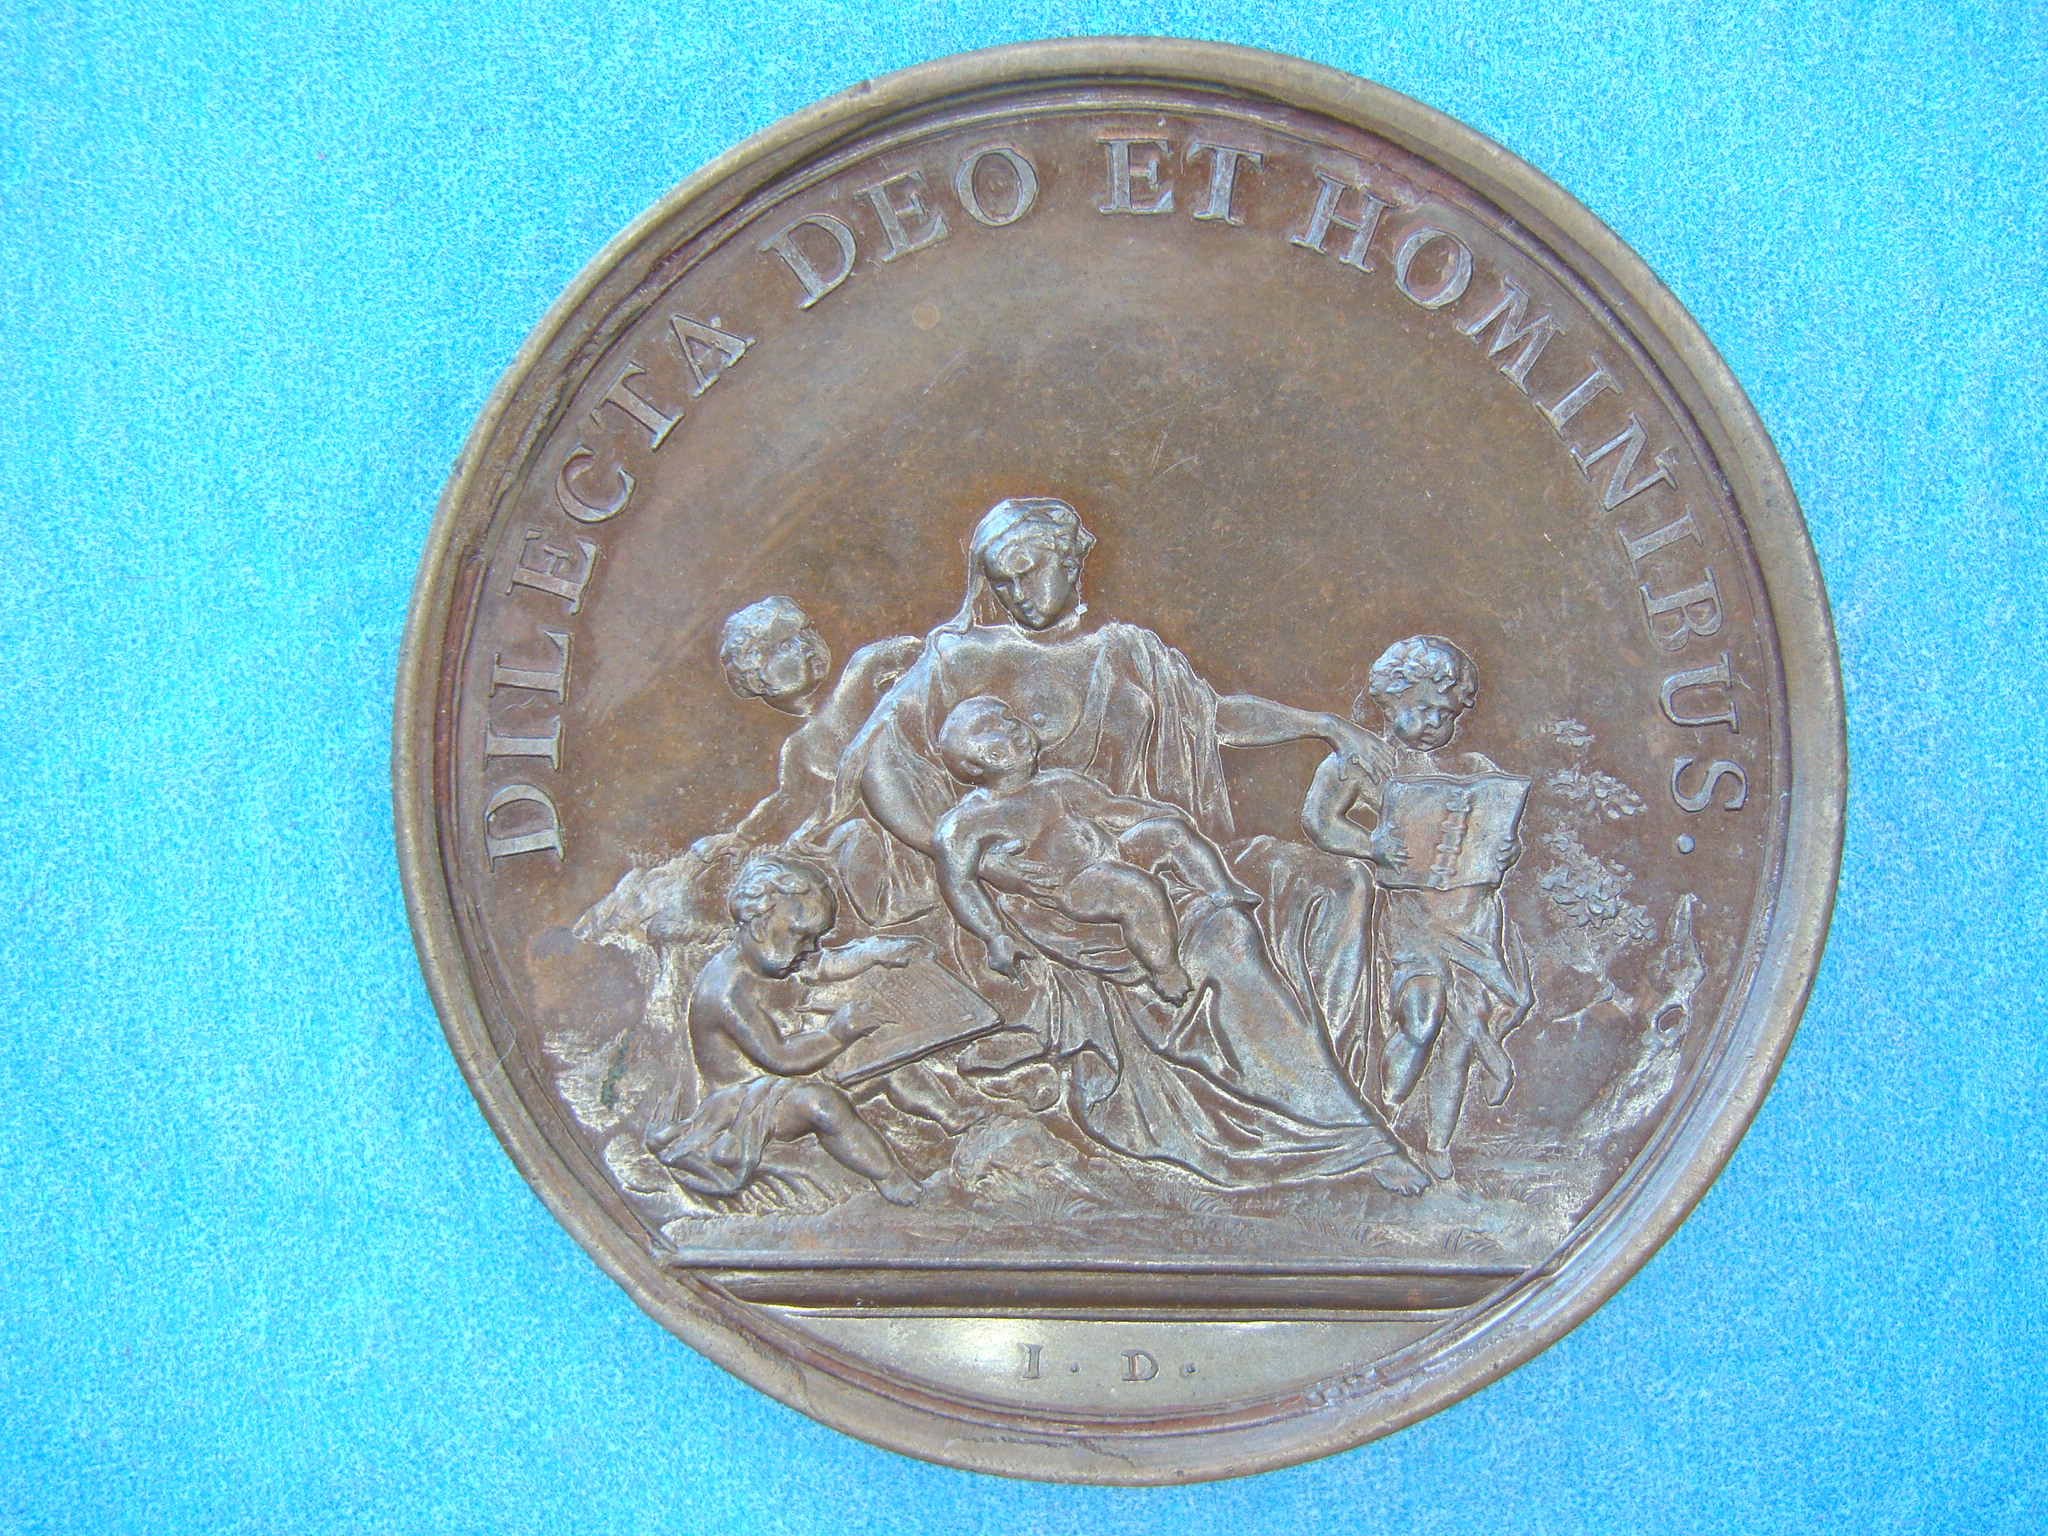 DILECTA DEO ET HOMINIBUS.
I. D.